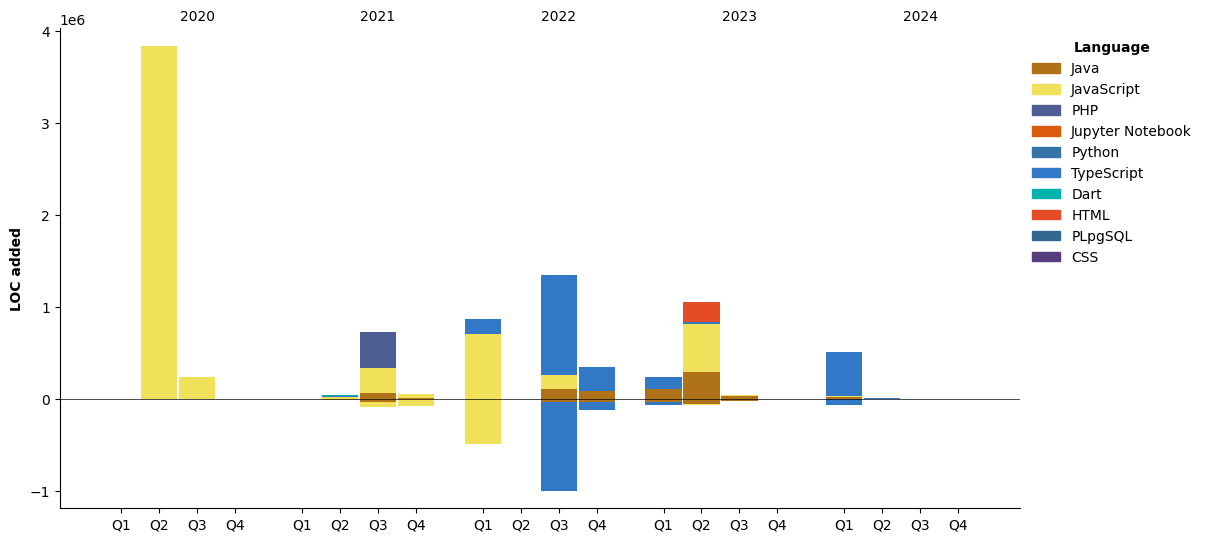 2020 2021 2022 2023 2024
1e6
4
3
2
1
0
−1
LOC added
Q1 Q2 Q3 Q4 Q1 Q2 Q3 Q4 Q1 Q2 Q3 Q4 Q1 Q2 Q3 Q4 Q1 Q2 Q3 Q4
Language
Java
JavaScript
PHP
Jupyter Notebook
Python
TypeScript
Dart
HTML
PLpgSQL
CSS